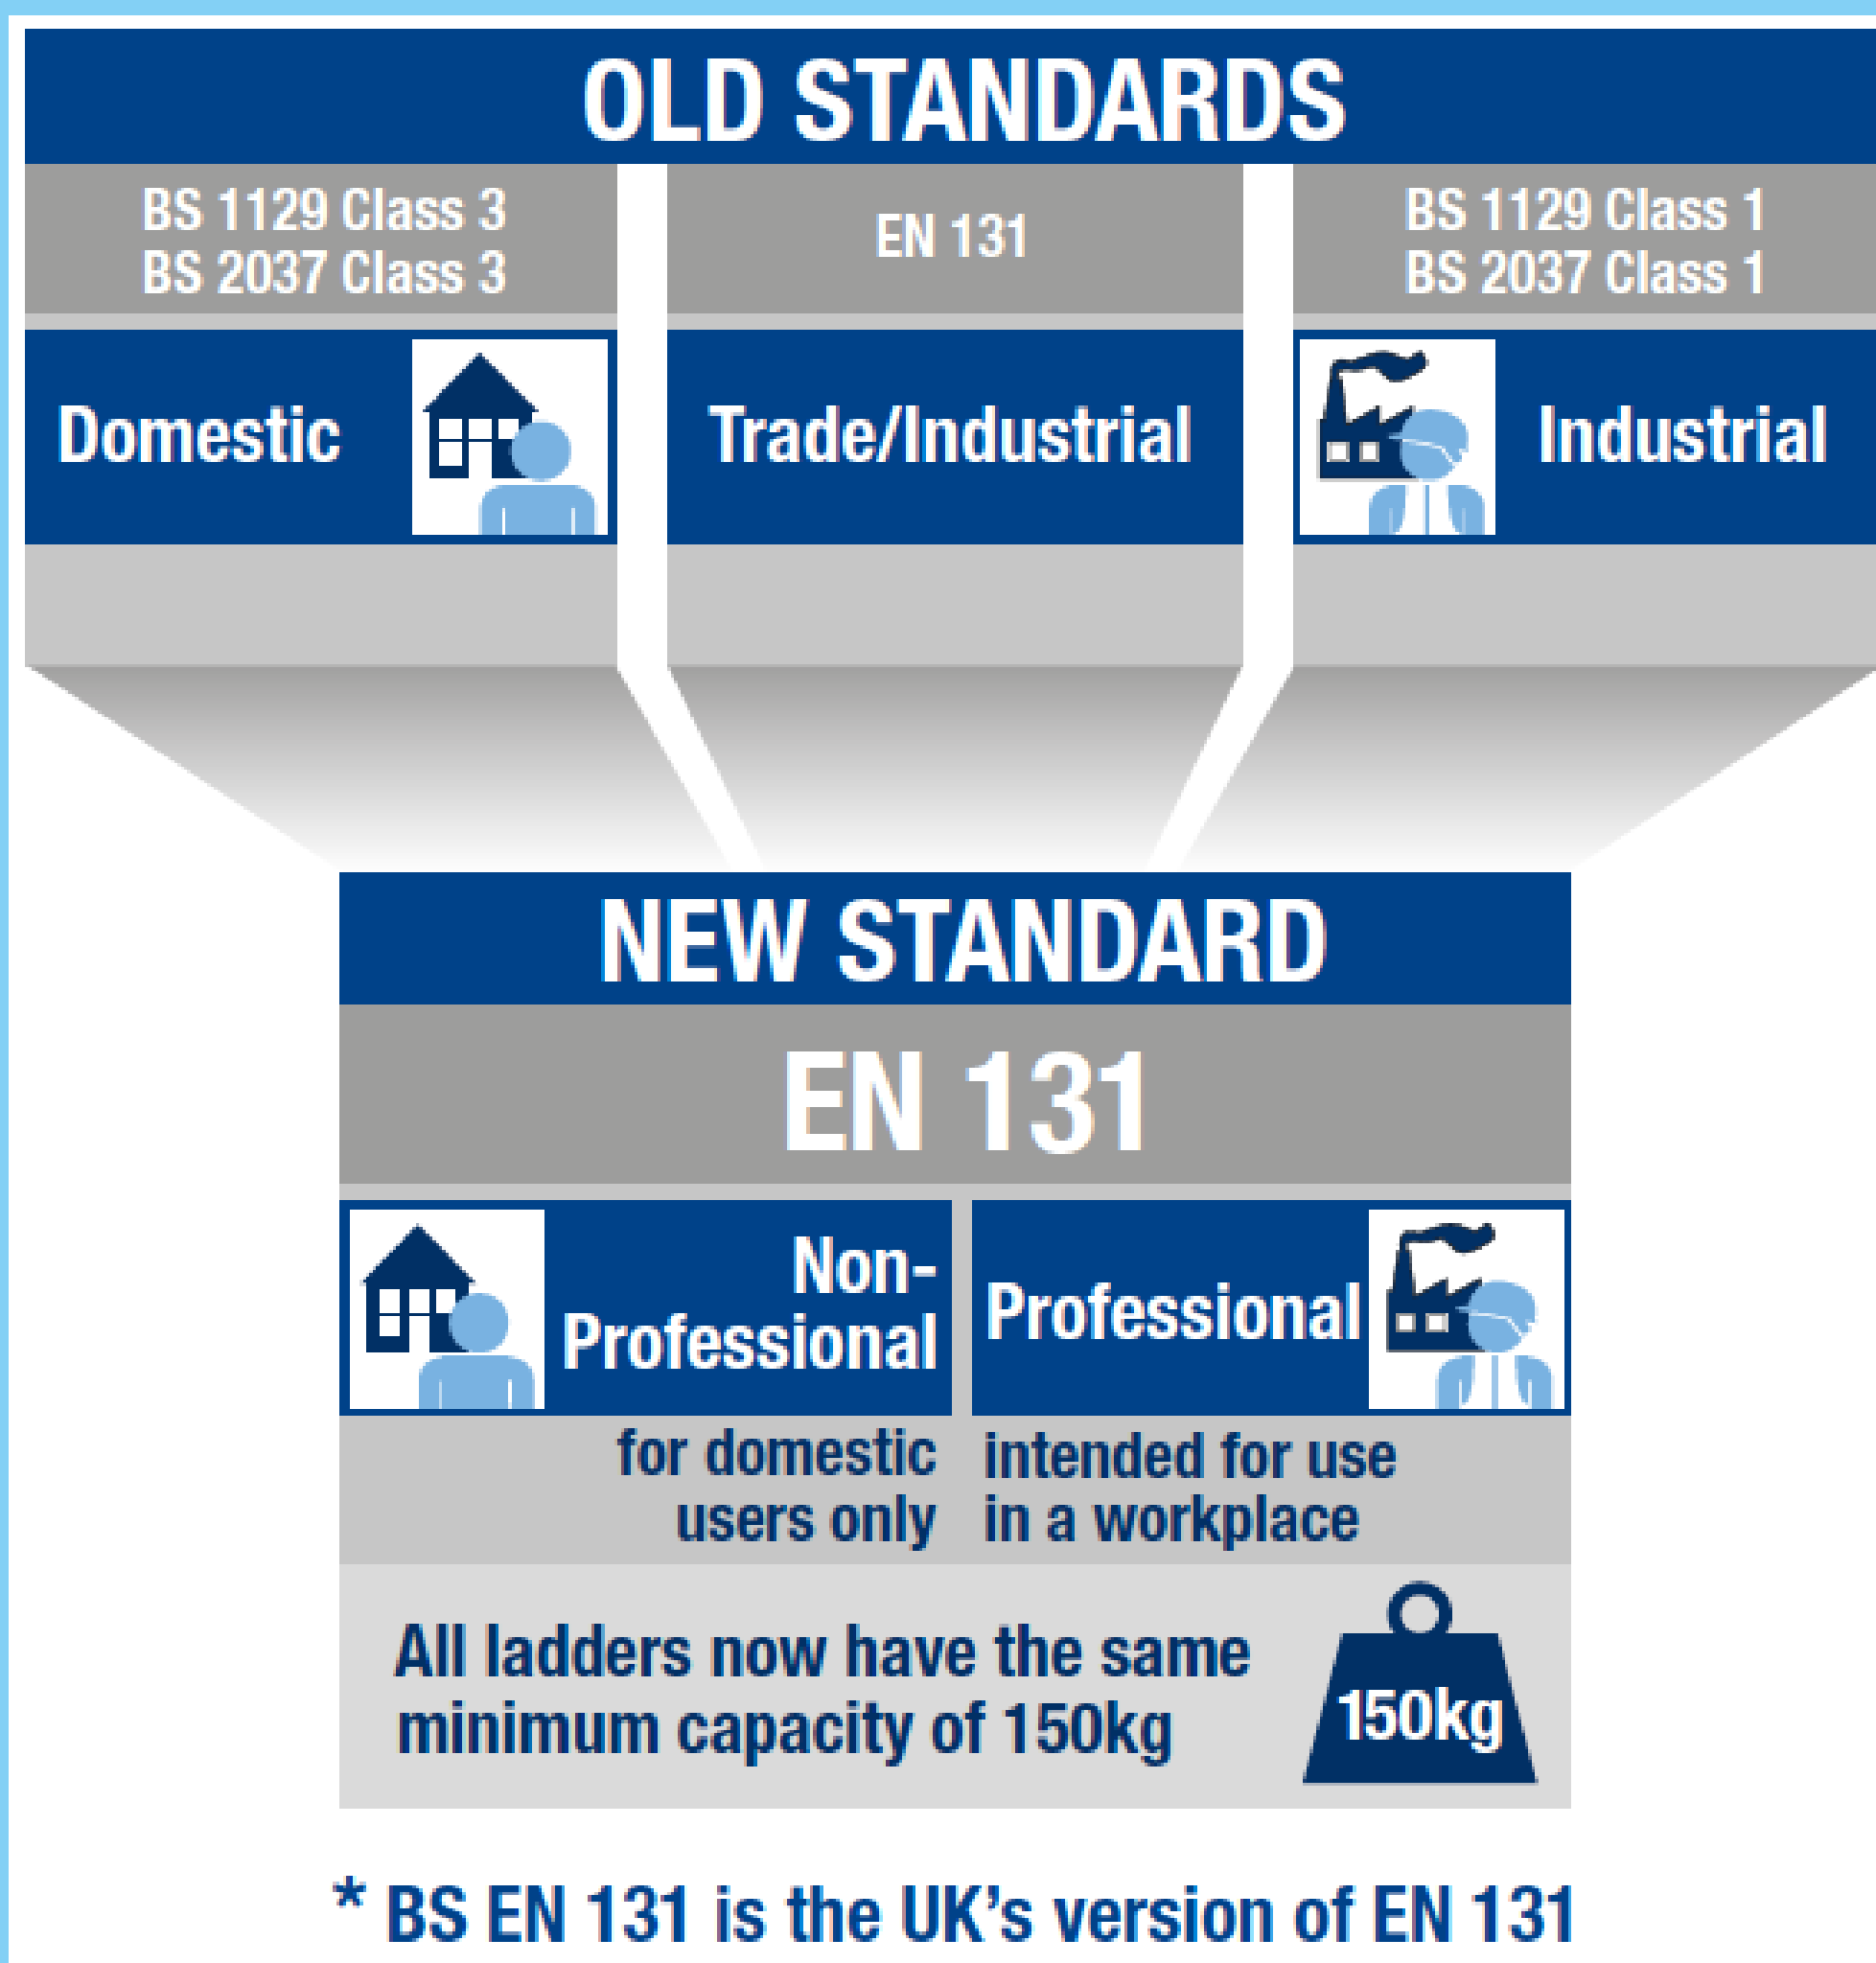 OLD STANDARDS
BS 1129 Class 3
BS 2037 Class 3
EN 131
BS 1129 Class 1
BS 2037 Class 1
Domestic
Trade/Industrial
Industrial
NEW STANDARD
EN 131
Non-
Professional
for domestic
users only
Professional
intended for use
in a workplace
All ladders now have the same
minimum capacity of 150kg
150kg
* BS EN 131 is the UK's version of EN 131